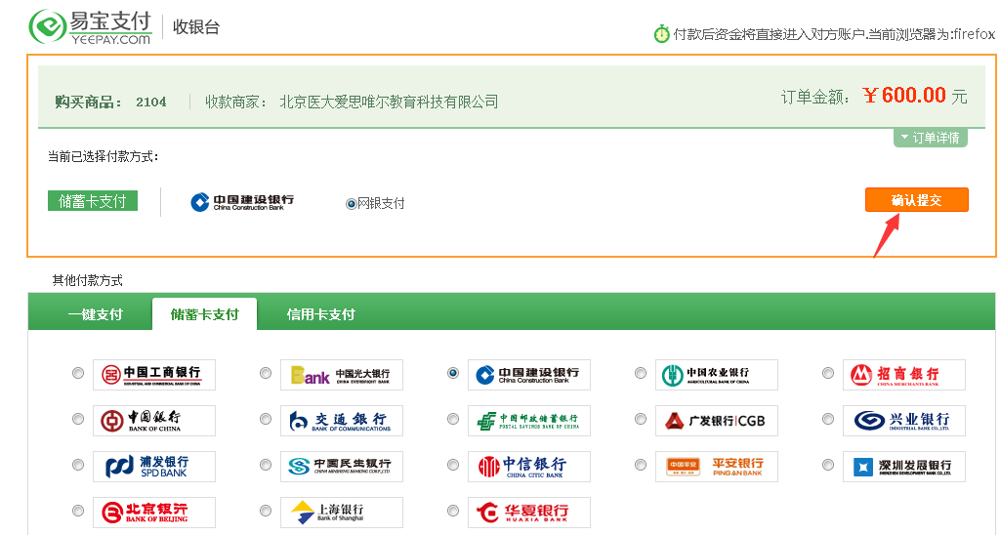 易宝支付
YEEPAY.COM
收银台
付款后资金将直接进入对方账户.当前浏览器为:firefox
购买商品： 2104 收款商家： 北京医大爱思唯尔教育科技有限公司 订单金额： ￥600.00 元
订单详情
当前已选择付款方式：
储蓄卡支付 中国建设银行 网银支付 确认提交
China Construction Bank
其他付款方式
一键支付 储蓄卡支付 信用卡支付
中国工商银行
INDUSTRIAL AND COMMERCIAL BANK OF CHINA
Bank 中国光大银行
CHINA EVERBRIGHT BANK
中国建设银行
China Construction Bank
中国农业银行
AGRICULTURAL BANK OF CHINA
招商银行
CHINA MERCHANTS BANK
中国银行
BANK OF CHINA
交通银行
BANK OF COMMUNICATIONS
中国邮政储蓄银行
POSTAL SAVINGS BANK OF CHINA
广发银行|CGB
兴业银行
INDUSTRIAL BANK CO.,LTD.
浦发银行
SPD BANK
中国民生银行
CHINA MINSHENG BANKING CORP.,LTD
中信银行
CHINA CITIC BANK
中国平安
平安银行
PING AN BANK
深圳发展银行
SHENZHEN DEVELOPMENT BANK CO.,LTD.
北京银行
BANK OF BEIJING
上海银行
Bank of Shanghai
华夏银行
HUAXIA BANK